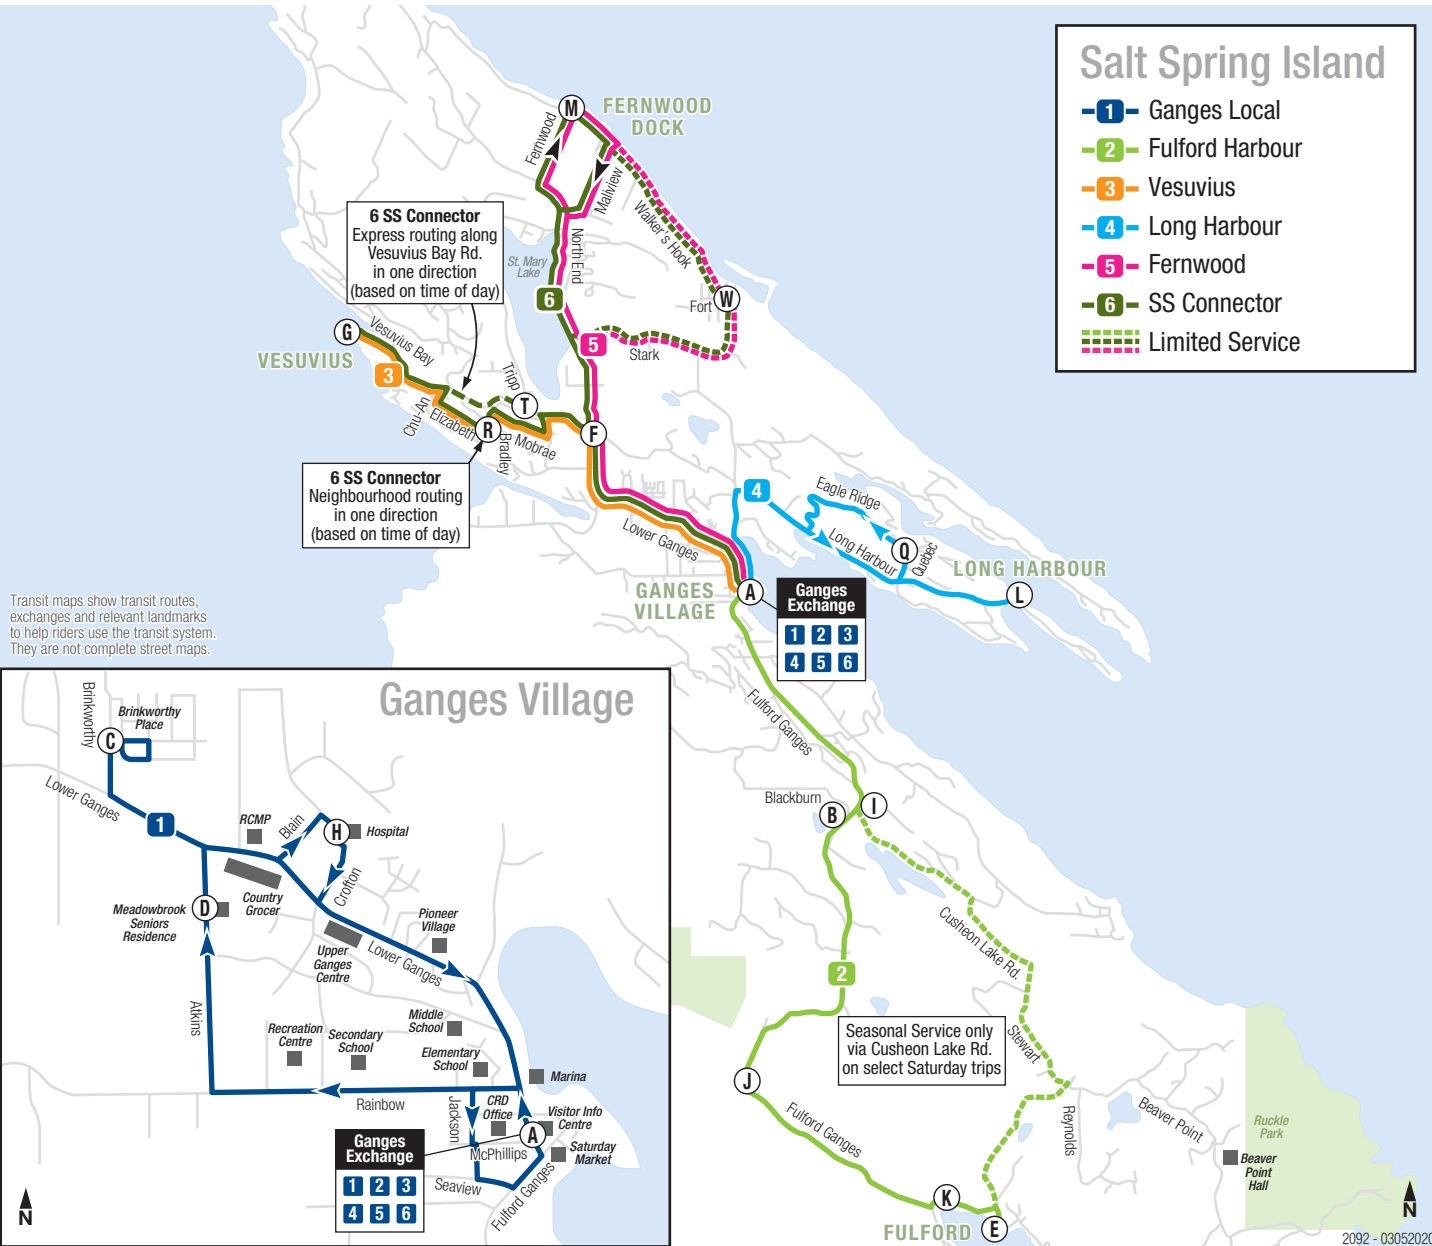 Salt Spring Island
1 Ganges Local
2 Fulford Harbour
3 Vesuvius
4 Long Harbour
5 Fernwood
6 SS Connector
Limited Service
M
FERNWOOD
DOCK
Fernwood
Maliview
Walker's Hook
6 SS Connector
Express routing along
Vesuvius Bay Rd.
in one direction
(based on time of day)
St. Mary
Lake
North End
6
Fort
W
5
Stark
G
Vesuvius Bay
VESUVIUS
3
Tripp
T
Chu-An
Elizabeth
R
Bradley
Mobrae
F
6 SS Connector
Neighbourhood routing
in one direction
(based on time of day)
Lower Ganges
4
Eagle Ridge
Long Harbour
Q
Quebec
LONG HARBOUR
L
GANGES
VILLAGE
A
Ganges
Exchange
1 2 3
4 5 6
Transit maps show transit routes,
exchanges and relevant landmarks
to help riders use the transit system.
They are not complete street maps.
Fulford Ganges
Blackburn
B
I
Cusheon Lake Rd.
2
Stewart
Seasonal Service only
via Cusheon Lake Rd.
on select Saturday trips
J
Fulford Ganges
Reynolds
Beaver Point
Ruckle
Park
Beaver
Point
Hall
K
FULFORD
E
N
2092 - 03052020
Ganges Village
Brinkworthy
Brinkworthy
Place
C
Lower Ganges
1
RCMP
Blain
H
Hospital
Crofton
Country
Grocer
Meadowbrook
Seniors
Residence
D
Upper
Ganges
Centre
Lower Ganges
Pioneer
Village
Atkins
Middle
School
Recreation
Centre
Secondary
School
Elementary
School
Marina
Rainbow
Jackson
CRD
Office
Visitor Info
Centre
A
Saturday
Market
McPhillips
Ganges
Exchange
1 2 3
4 5 6
Seaview
Fulford Ganges
N